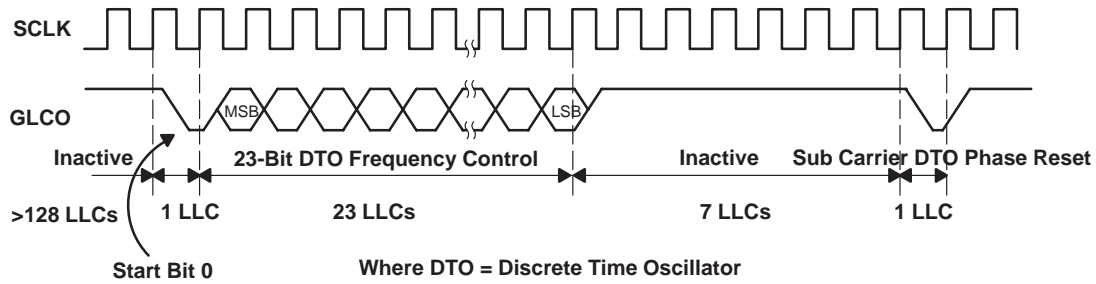 SCLK
GLCO
MSB
LSB
Inactive
23-Bit DTO Frequency Control
Inactive
Sub Carrier DTO Phase Reset
>128 LLCs
1 LLC
23 LLCs
7 LLCs
1 LLC
Start Bit 0
Where DTO = Discrete Time Oscillator